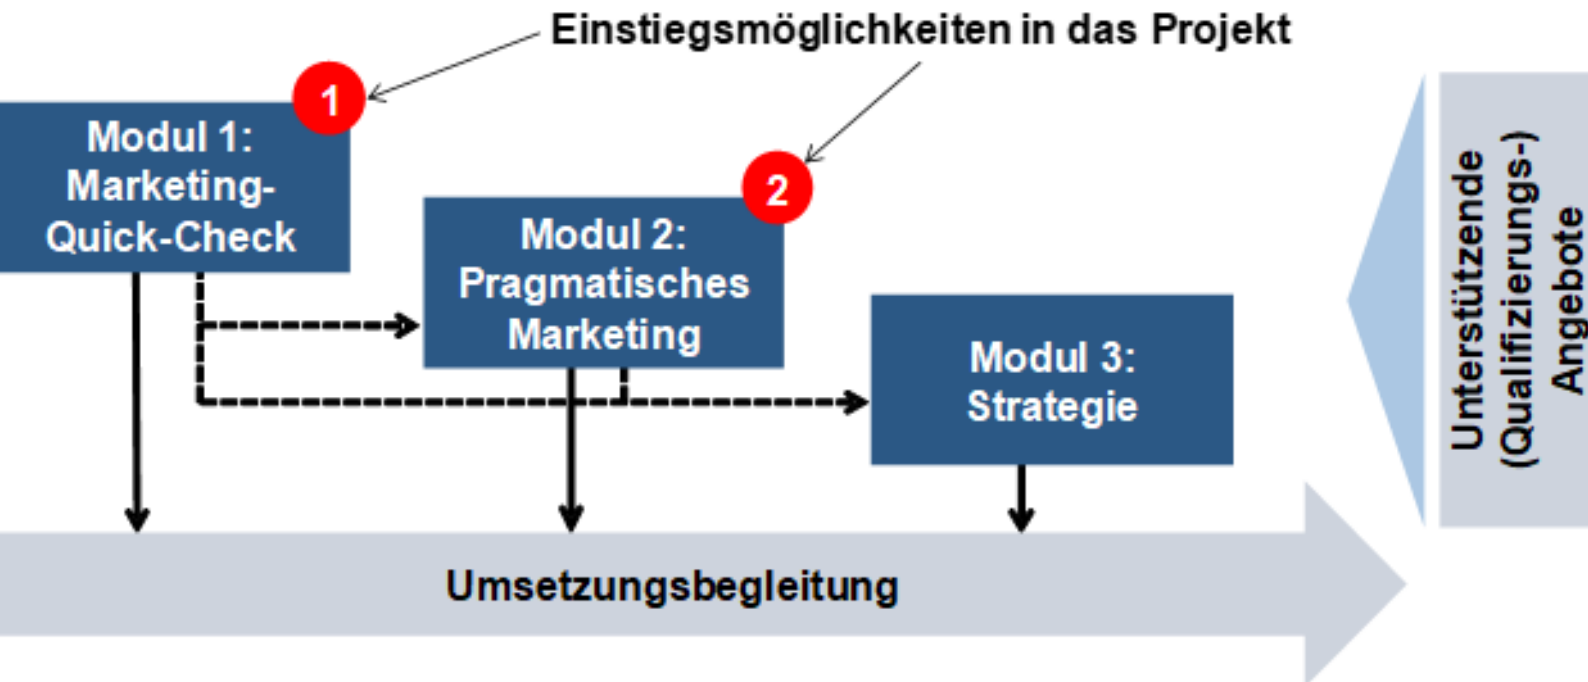 Einstiegsmöglichkeiten in das Projekt
1
Modul 1:
Marketing-
Quick-Check
2
Modul 2:
Pragmatisches
Marketing
Modul 3:
Strategie
Umsetzungsbegleitung
Unterstützende
(Qualifizierungs-)
Angebote